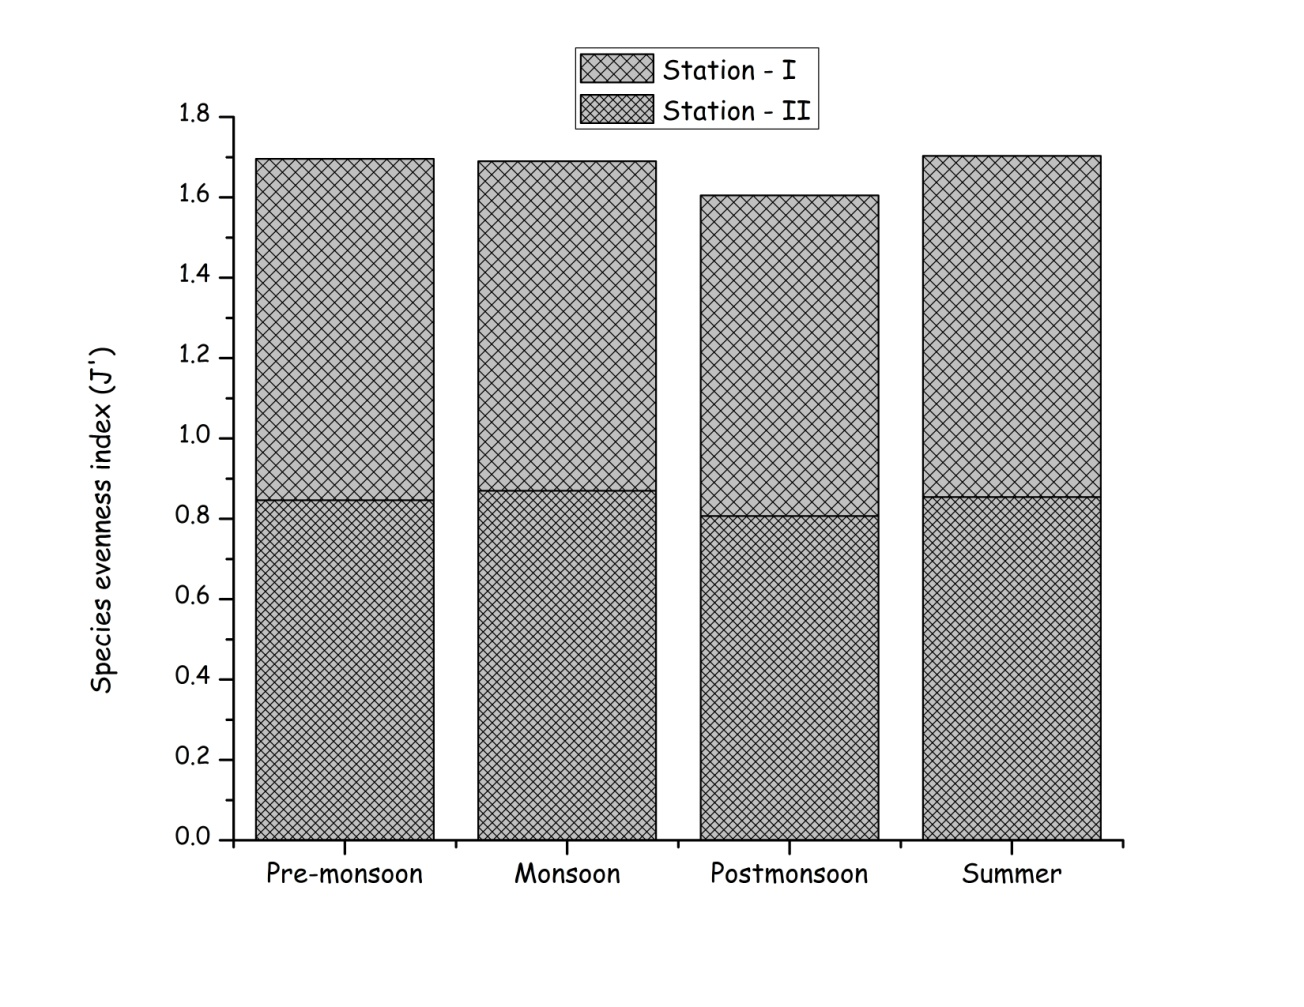 Station - I
Station - II
1.8
1.6
1.4
1.2
1.0
0.8
0.6
0.4
0.2
0.0
Species evenness index (J')
Pre-monsoon
Monsoon
Postmonsoon
Summer